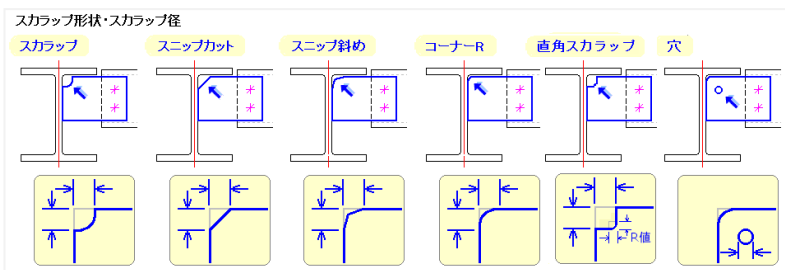 スカラップ形状・スカラップ径
スカラップ
スニップカット
スニップ斜め
コーナーR
直角スカラップ
穴
R値